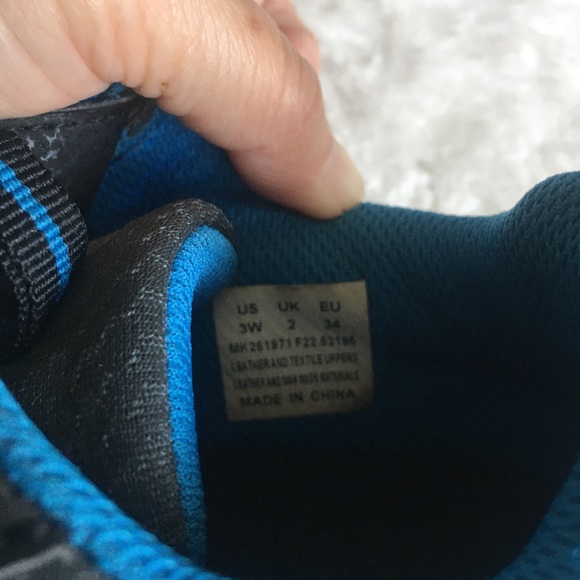 US UK EU
3W 2 34
MK261971 F22.62186
LEATHER AND TEXTILE UPPERS
LEATHER AND MAN MADE MATERIALS
MADE IN CHINA